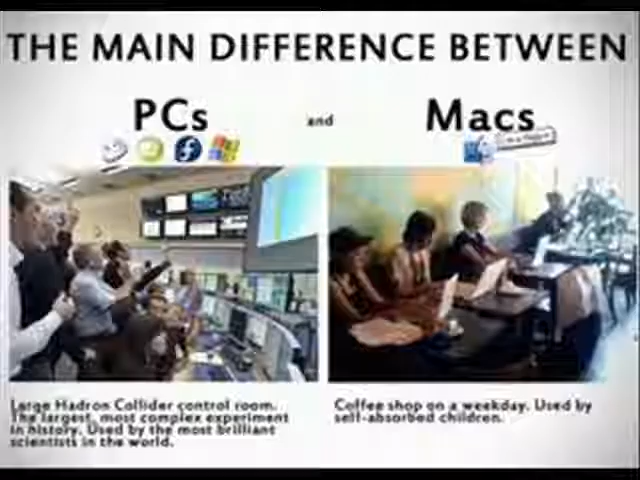 THE MAIN DIFFERENCE BETWEEN
PCs and Macs
Large Hadron Collider control room.
The largest, most complex experiment
in history. Used by the most brilliant
scientists in the world.
Coffee shop on a weekday. Used by
self-absorbed children.